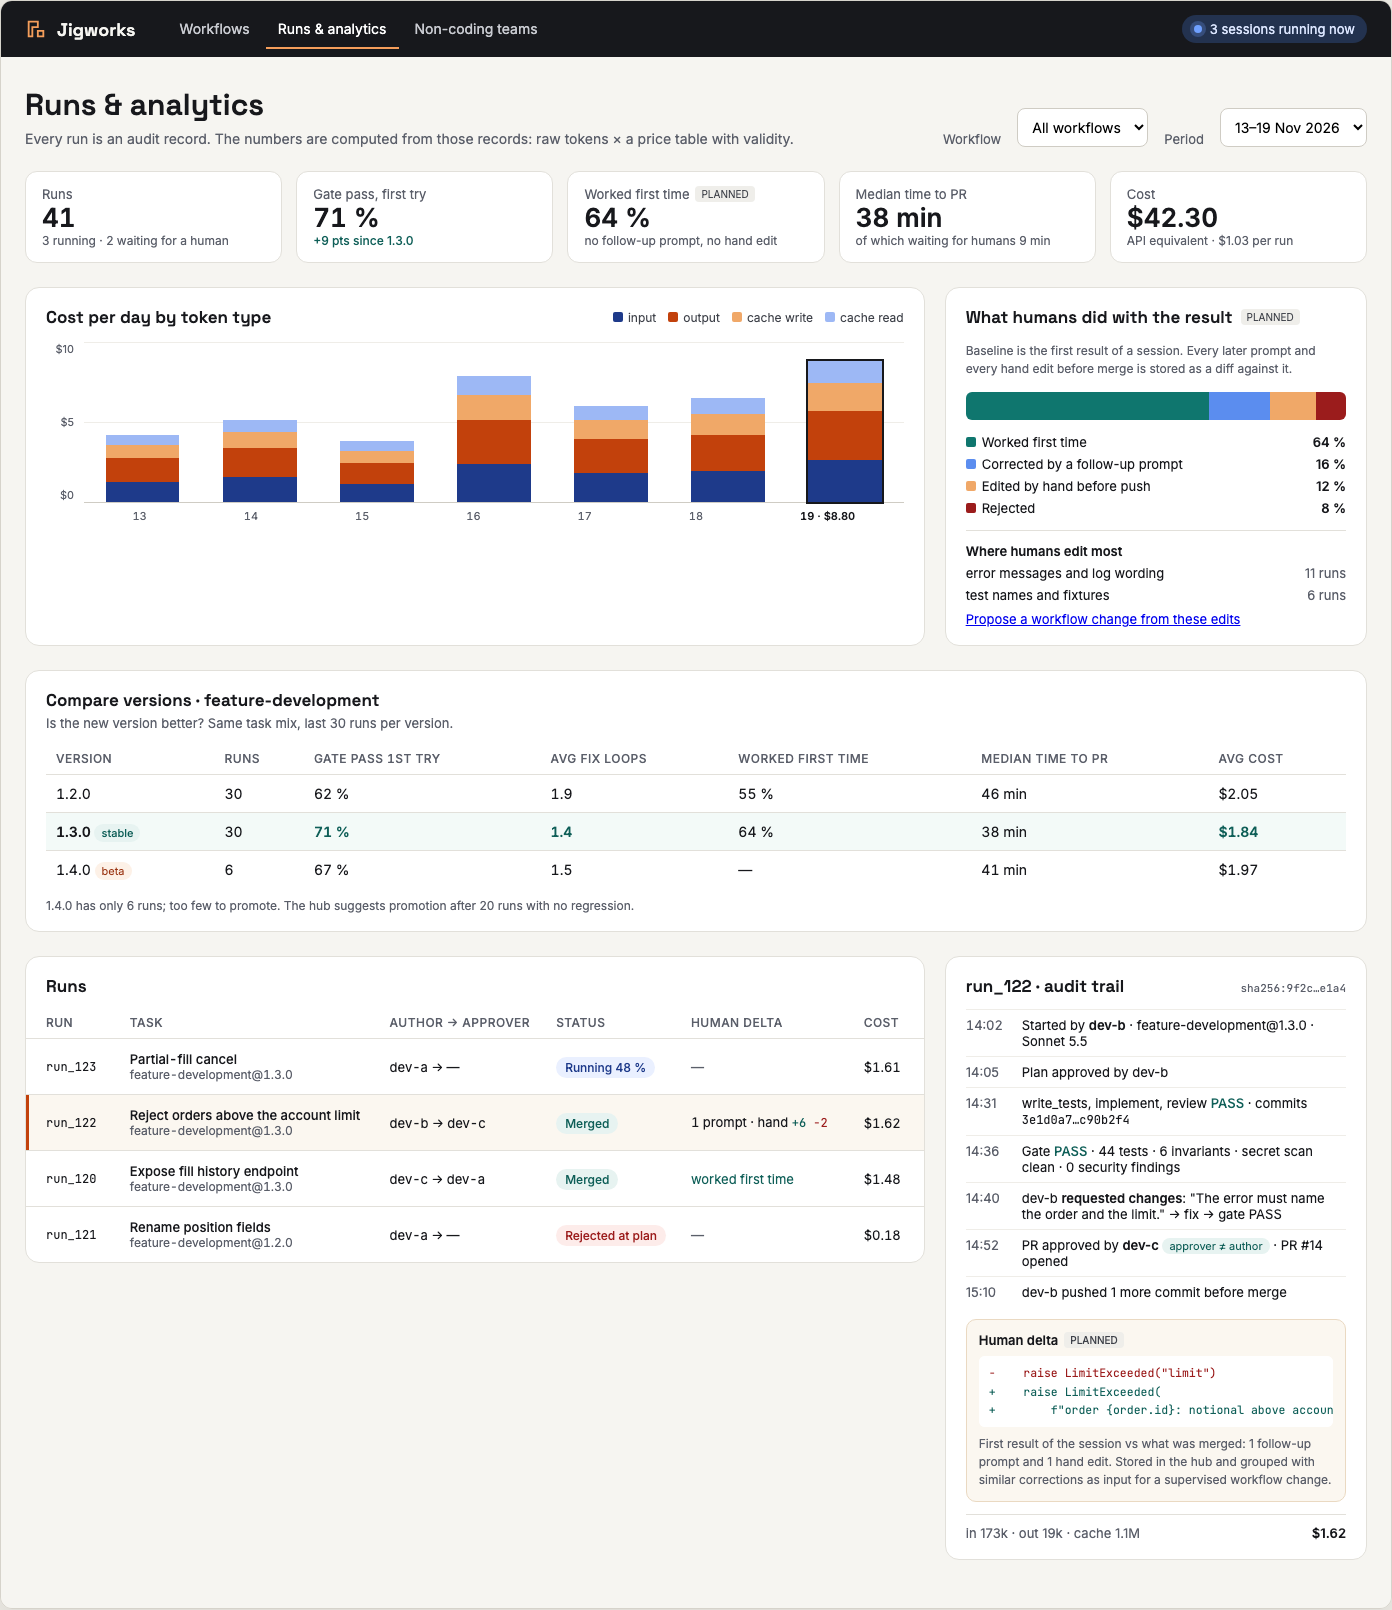 Jigworks
Workflows
Runs & analytics
Non-coding teams
3 sessions running now
Runs & analytics
Every run is an audit record. The numbers are computed from those records: raw tokens × a price table with validity.
Workflow
All workflows
Period
13–19 Nov 2026
Runs
41
3 running · 2 waiting for a human
Gate pass, first try
71 %
+9 pts since 1.3.0
Worked first time PLANNED
64 %
no follow-up prompt, no hand edit
Median time to PR
38 min
of which waiting for humans 9 min
Cost
$42.30
API equivalent · $1.03 per run
Cost per day by token type
input output cache write cache read
$10
$5
$0
13 14 15 16 17 18 19 · $8.80
What humans did with the result PLANNED
Baseline is the first result of a session. Every later prompt and
every hand edit before merge is stored as a diff against it.
Worked first time 64 %
Corrected by a follow-up prompt 16 %
Edited by hand before push 12 %
Rejected 8 %
Where humans edit most
error messages and log wording 11 runs
test names and fixtures 6 runs
Propose a workflow change from these edits
Compare versions · feature-development
Is the new version better? Same task mix, last 30 runs per version.
VERSION RUNS GATE PASS 1ST TRY AVG FIX LOOPS WORKED FIRST TIME MEDIAN TIME TO PR AVG COST
1.2.0 30 62 % 1.9 55 % 46 min $2.05
1.3.0 stable 30 71 % 1.4 64 % 38 min $1.84
1.4.0 beta 6 67 % 1.5 — 41 min $1.97
1.4.0 has only 6 runs; too few to promote. The hub suggests promotion after 20 runs with no regression.
Runs
RUN TASK AUTHOR → APPROVER STATUS HUMAN DELTA COST
run_123 Partial-fill cancel dev-a → — Running 48 % — $1.61
feature-development@1.3.0
run_122 Reject orders above the account limit dev-b → dev-c Merged 1 prompt · hand +6 -2 $1.62
feature-development@1.3.0
run_120 Expose fill history endpoint dev-c → dev-a Merged worked first time $1.48
feature-development@1.3.0
run_121 Rename position fields dev-a → — Rejected at plan — $0.18
feature-development@1.2.0
run_122 · audit trail sha256:9f2c…e1a4
14:02 Started by dev-b · feature-development@1.3.0 ·
Sonnet 5.5
14:05 Plan approved by dev-b
14:31 write_tests, implement, review PASS · commits
3e1d0a7…c90b2f4
14:36 Gate PASS · 44 tests · 6 invariants · secret scan
clean · 0 security findings
14:40 dev-b requested changes: "The error must name
the order and the limit." → fix → gate PASS
14:52 PR approved by dev-c approver ≠ author · PR #14
opened
15:10 dev-b pushed 1 more commit before merge
Human delta PLANNED
- raise LimitExceeded("limit")
+ raise LimitExceeded(
+ f"order {order.id}: notional above accoun
First result of the session vs what was merged: 1 follow-up
prompt and 1 hand edit. Stored in the hub and grouped with
similar corrections as input for a supervised workflow change.
in 173k · out 19k · cache 1.1M $1.62